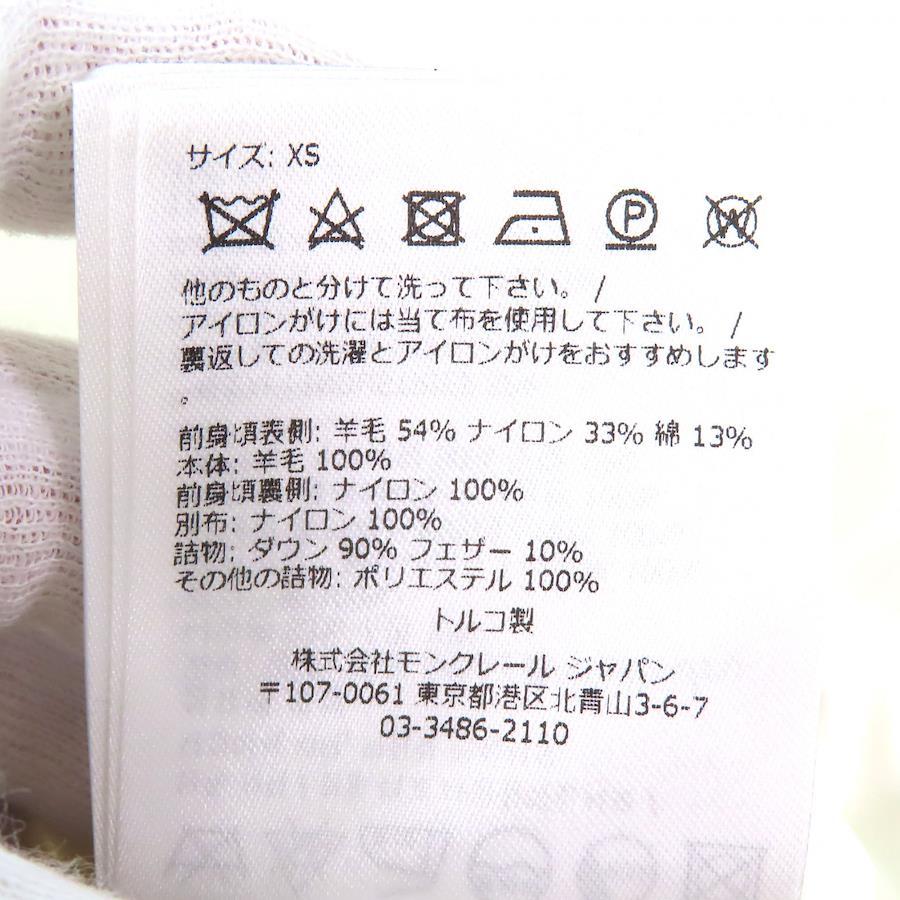 サイズ: XS
P W
他のものと分けて洗って下さい。 /
アイロンがけには当て布を使用して下さい。 /
裏返しての洗濯とアイロンがけをおすすめします
。
前身頃表側: 羊毛 54% ナイロン 33% 綿 13%
本体: 羊毛 100%
前身頃裏側: ナイロン 100%
別布: ナイロン 100%
詰物: ダウン 90% フェザー 10%
その他の詰物: ポリエステル 100%
トルコ製
株式会社モンクレール ジャパン
〒107-0061 東京都港区北青山3-6-7
03-3486-2110